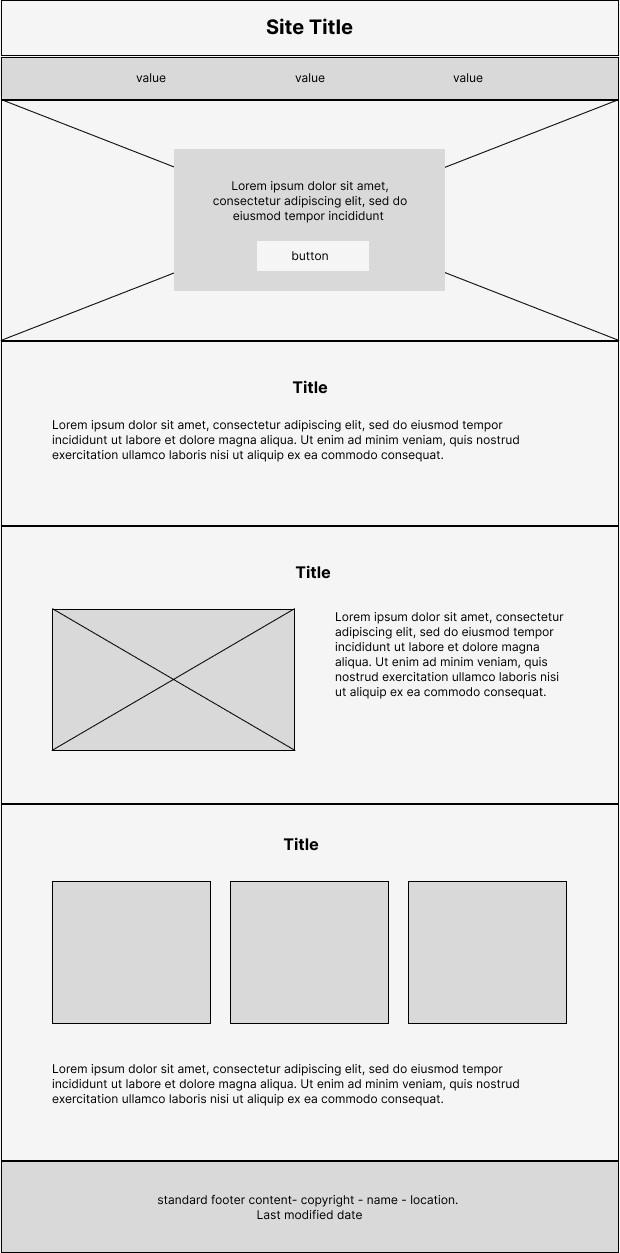 Site Title
value value value
Lorem ipsum dolor sit amet,
consectetur adipiscing elit, sed do
eiusmod tempor incididunt
button
Title
Lorem ipsum dolor sit amet, consectetur adipiscing elit, sed do eiusmod tempor
incididunt ut labore et dolore magna aliqua. Ut enim ad minim veniam, quis nostrud
exercitation ullamco laboris nisi ut aliquip ex ea commodo consequat.
Title
Lorem ipsum dolor sit amet, consectetur
adipiscing elit, sed do eiusmod tempor
incididunt ut labore et dolore magna
aliqua. Ut enim ad minim veniam, quis
nostrud exercitation ullamco laboris nisi
ut aliquip ex ea commodo consequat.
Title
Lorem ipsum dolor sit amet, consectetur adipiscing elit, sed do eiusmod tempor
incididunt ut labore et dolore magna aliqua. Ut enim ad minim veniam, quis nostrud
exercitation ullamco laboris nisi ut aliquip ex ea commodo consequat.
standard footer content- copyright - name - location.
Last modified date